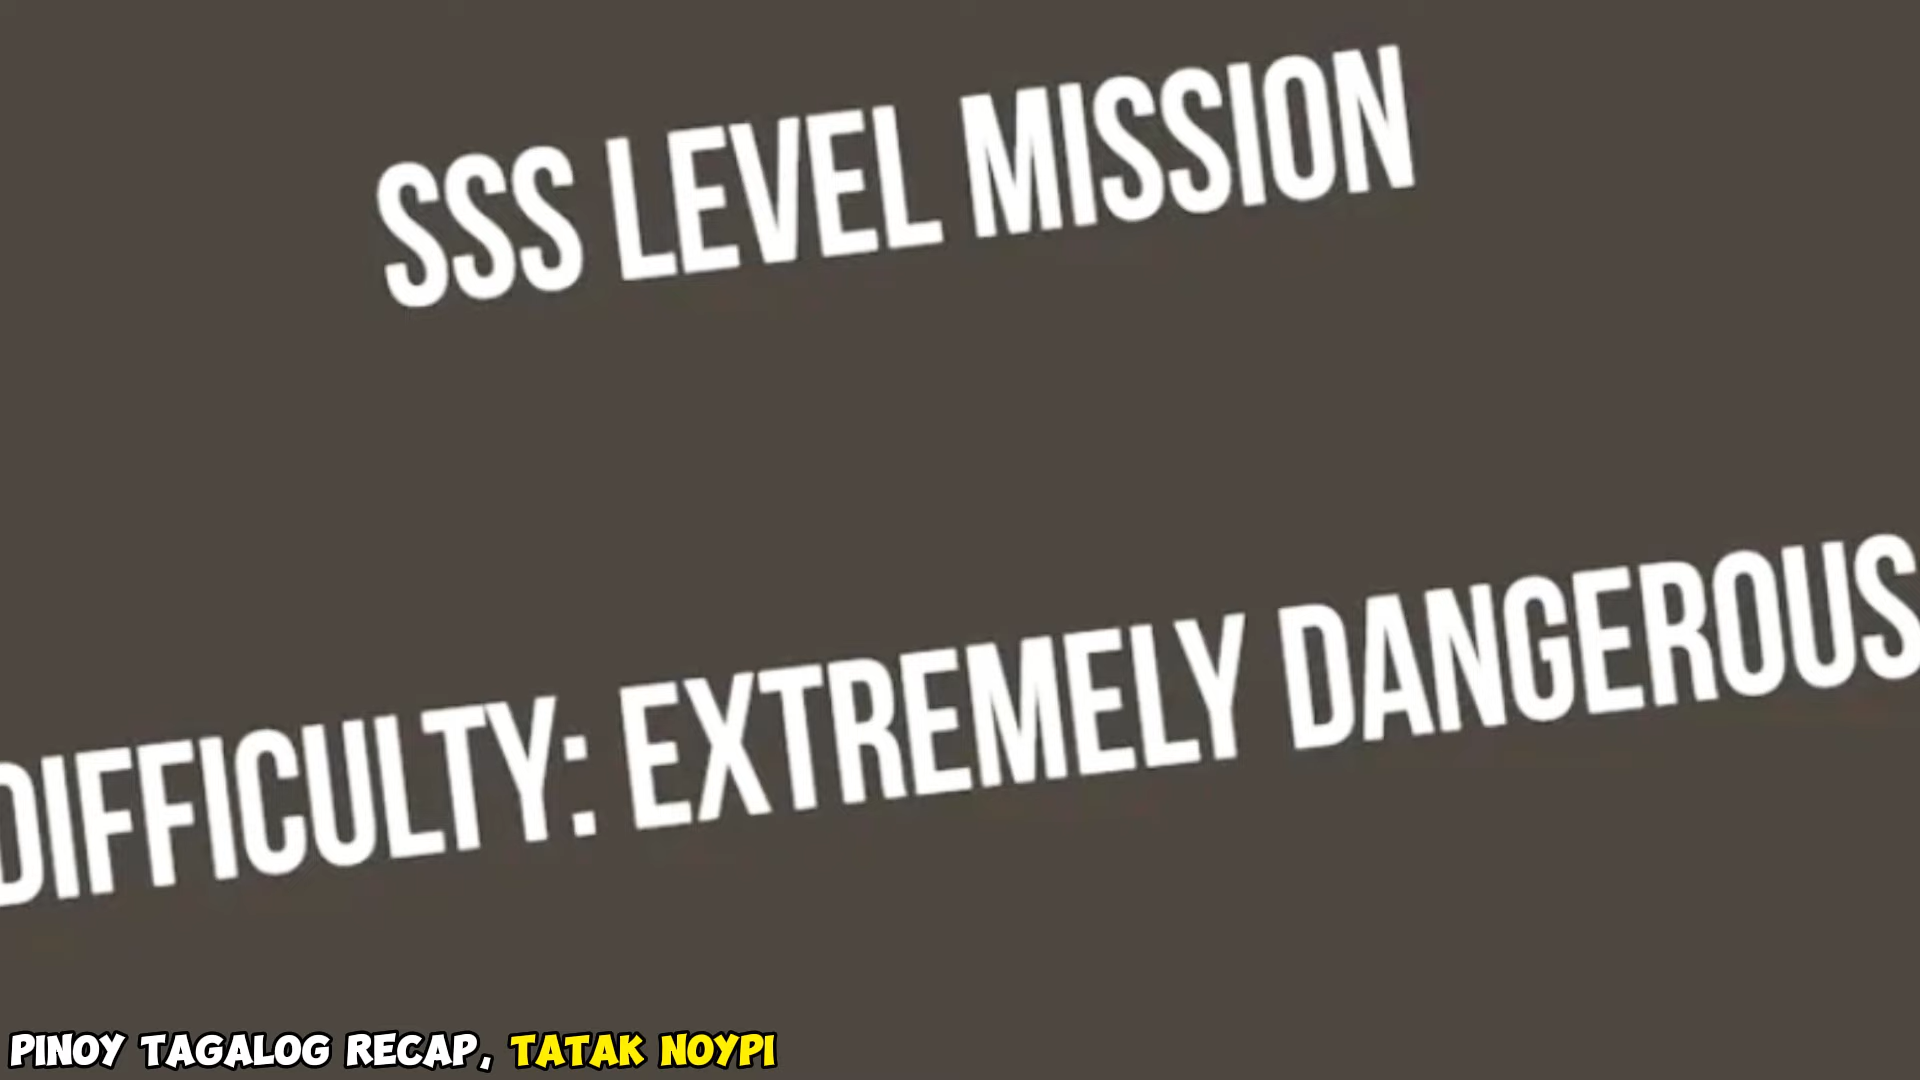 SSS LEVEL MISSION
DIFFICULTY: EXTREMELY DANGEROUS
PINOY TAGALOG RECAP, TATAK NOYPI